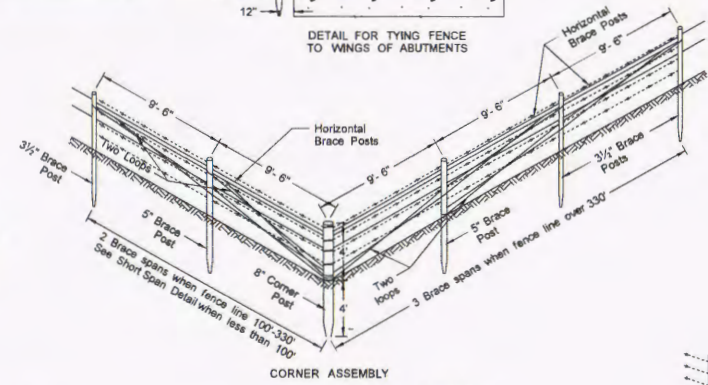 12"
DETAIL FOR TYING FENCE
TO WINGS OF ABUTMENTS
Horizontal
Brace Posts
9'- 6"
9'- 6"
9'- 6"
Horizontal
Brace Posts
Two Loops
9'- 6"
9'- 6"
3½" Brace
Post
3½" Brace
Posts
5" Brace
Post
5" Brace
Post
2 Brace spans when fence line 100'-330'
See Short Span Detail when less than 100'
8" Corner
Post
4'
4'
Two
loops
3 Brace spans when fence line over 330'
CORNER ASSEMBLY